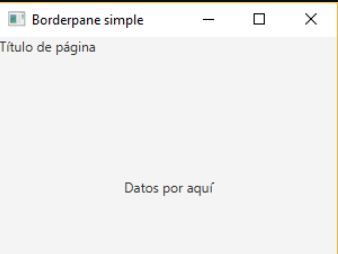 Borderpane simple
Título de página
Datos por aquí